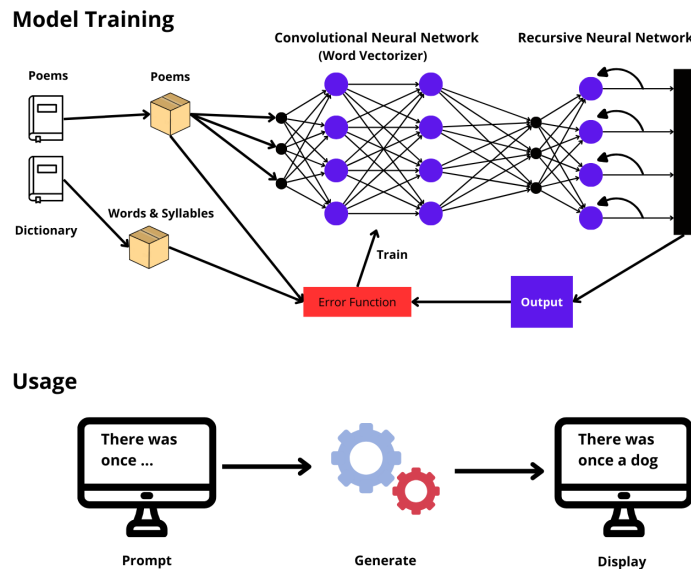 Model Training
Convolutional Neural Network
(Word Vectorizer)
Recursive Neural Network
Poems
Poems
Dictionary
Words & Syllables
Train
Error Function
Output
Usage
There was
once ...
There was
once a dog
Prompt
Generate
Display